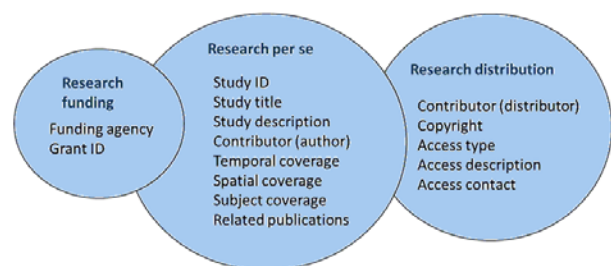 Research
funding
Funding agency
Grant ID
Research per se
Study ID
Study title
Study description
Contributor (author)
Temporal coverage
Spatial coverage
Subject coverage
Related publications
Research distribution
Contributor (distributor)
Copyright
Access type
Access description
Access contact